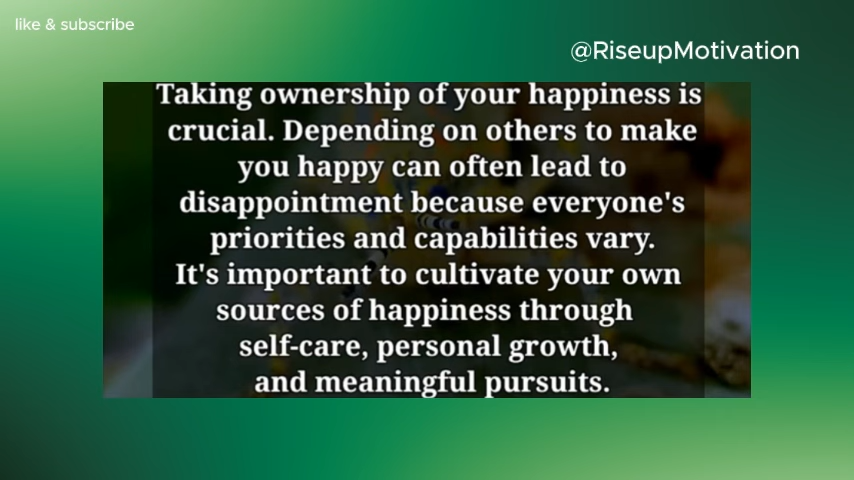 like & subscribe
@RiseupMotivation
Taking ownership of your happiness is
crucial. Depending on others to make
you happy can often lead to
disappointment because everyone's
priorities and capabilities vary.
It's important to cultivate your own
sources of happiness through
self-care, personal growth,
and meaningful pursuits.